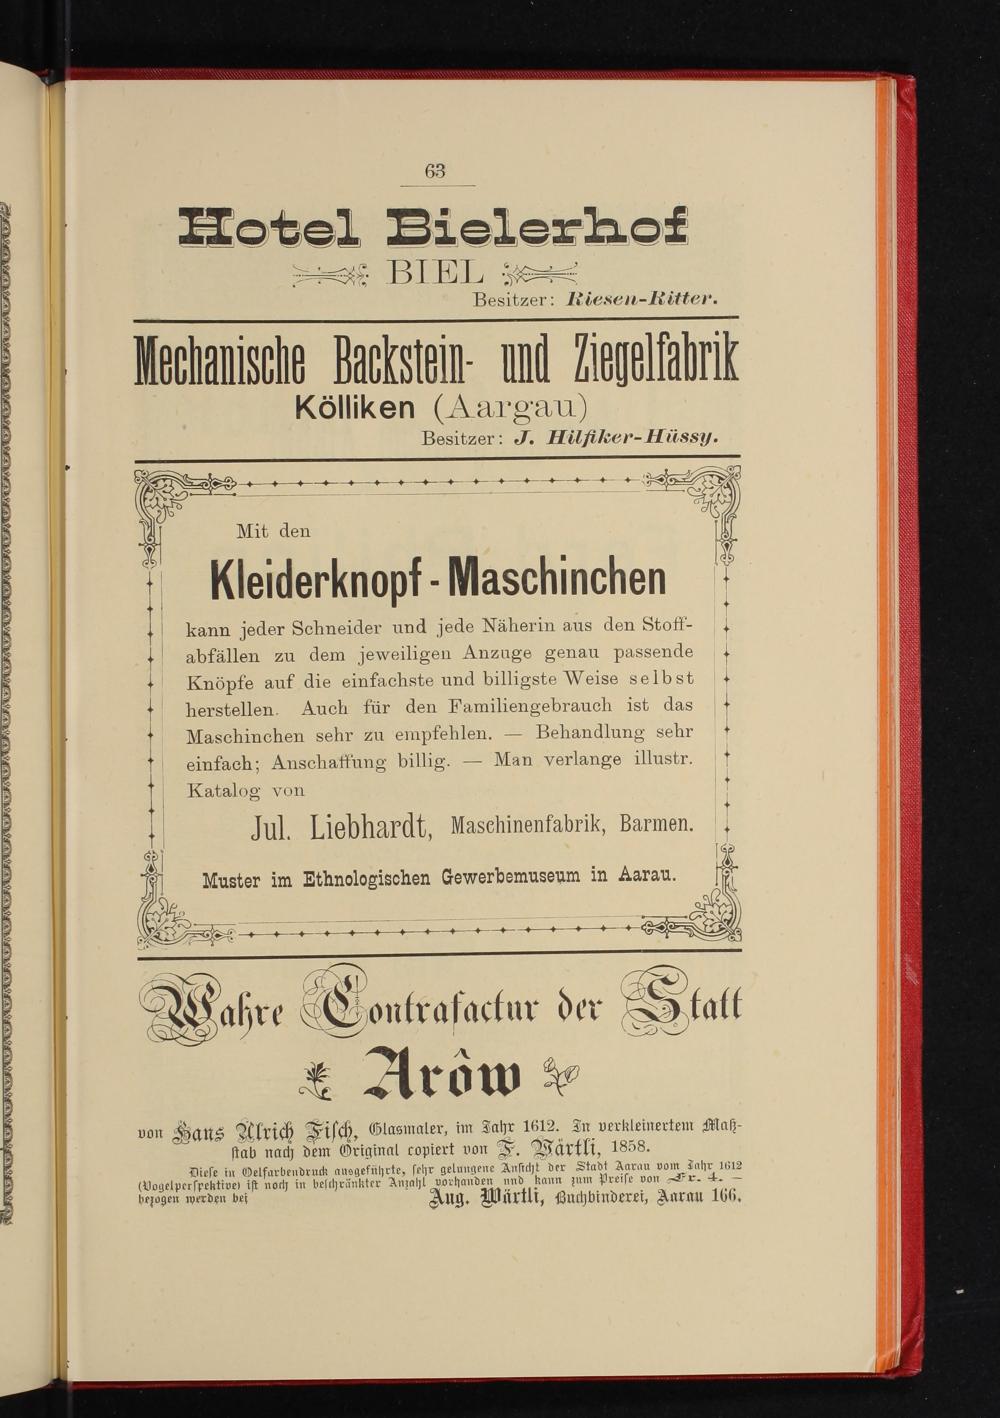 63
Hotel Bielerhof
BIEL
Besitzer: Riesen-Ritter.
Mechanische Backstein- und Ziegelfabrik
Kölliken (Aargau)
Besitzer: J. Hilfiker-Hüssy.
Mit den
Kleiderknopf-Maschinchen
kann jeder Schneider und jede Näherin aus den Stoff-
abfällen zu dem jeweiligen Anzuge genau passende
Knöpfe auf die einfachste und billigste Weise selbst
herstellen. Auch für den Familiengebrauch ist das
Maschinchen sehr zu empfehlen. — Behandlung sehr
einfach; Anschaffung billig. — Man verlange illustr.
Katalog von
Jul. Liebhardt, Maschinenfabrik, Barmen.
Muster im Ethnologischen Gewerbemuseum in Aarau.
Wahre Contrafactur der Statt
Arôw
von Hans Ulrich Fisch, Glasmaler, im Jahr 1612. In verkleinertem Maß-
stab nach dem Original copiert von F. Wärtli, 1858.
Diese in Oelfarbendruck ausgeführte, sehr gelungene Ansicht der Stadt Aarau vom Jahr 1612
(Vogelperspektive) ist noch in beschränkter Anzahl vorhanden und kann zum Preise von Fr. 4. —
bezogen werden bei Aug. Wärtli, Buchbinderei, Aarau 166.